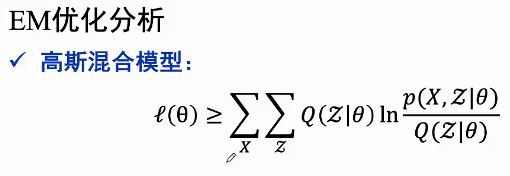 EM优化分析
✓ 高斯混合模型：
ℓ(θ) ≥ ∑_X ∑_Z Q(Z|θ) ln p(X,Z|θ) / Q(Z|θ)